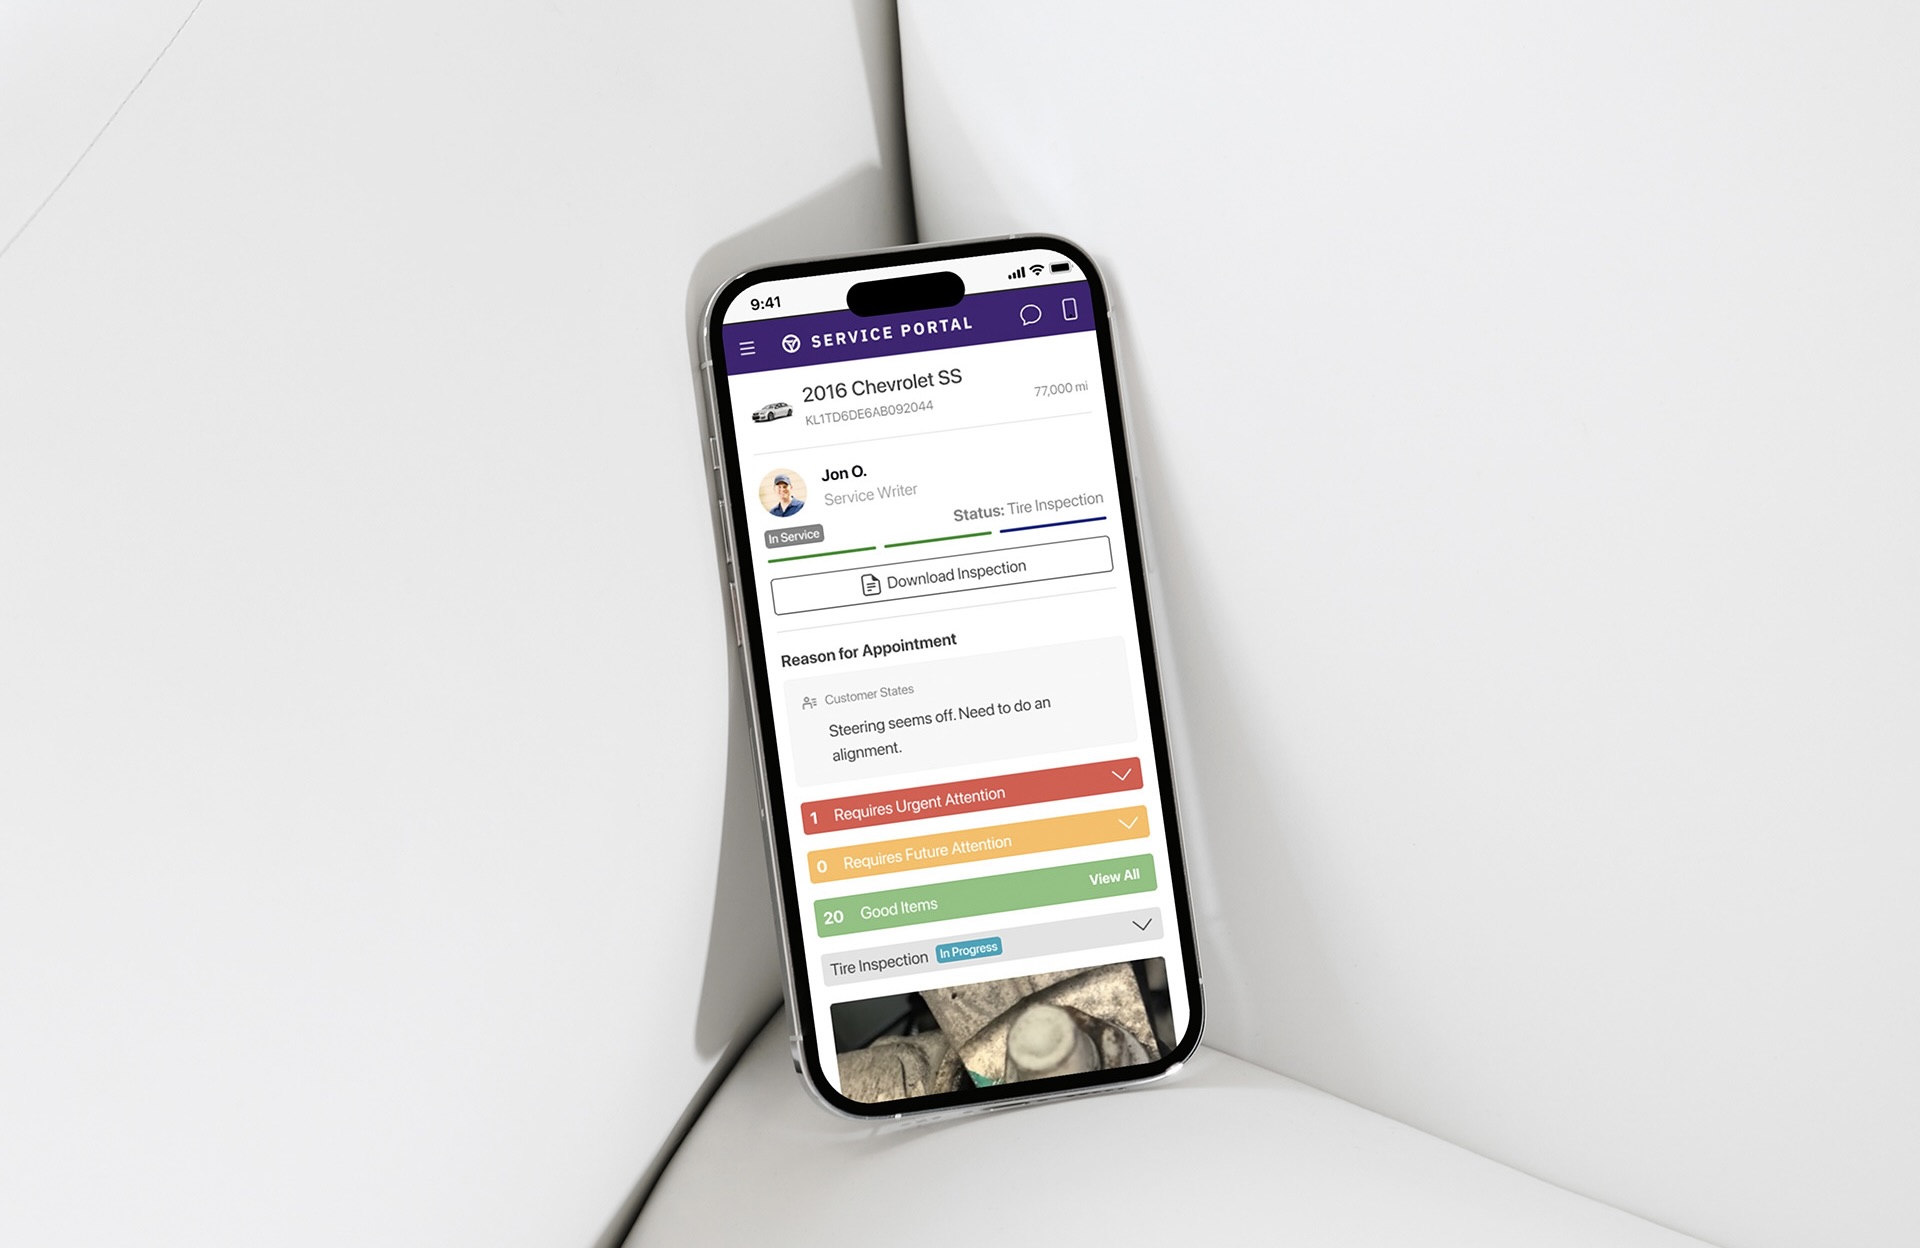 9:41
SERVICE PORTAL
2016 Chevrolet SS
KL1TD6DE6AB092044
77,000 mi
Jon O.
Service Writer
In Service
Status: Tire Inspection
Download Inspection
Reason for Appointment
Customer States
Steering seems off. Need to do an
alignment.
1 Requires Urgent Attention
0 Requires Future Attention
20 Good Items View All
Tire Inspection In Progress